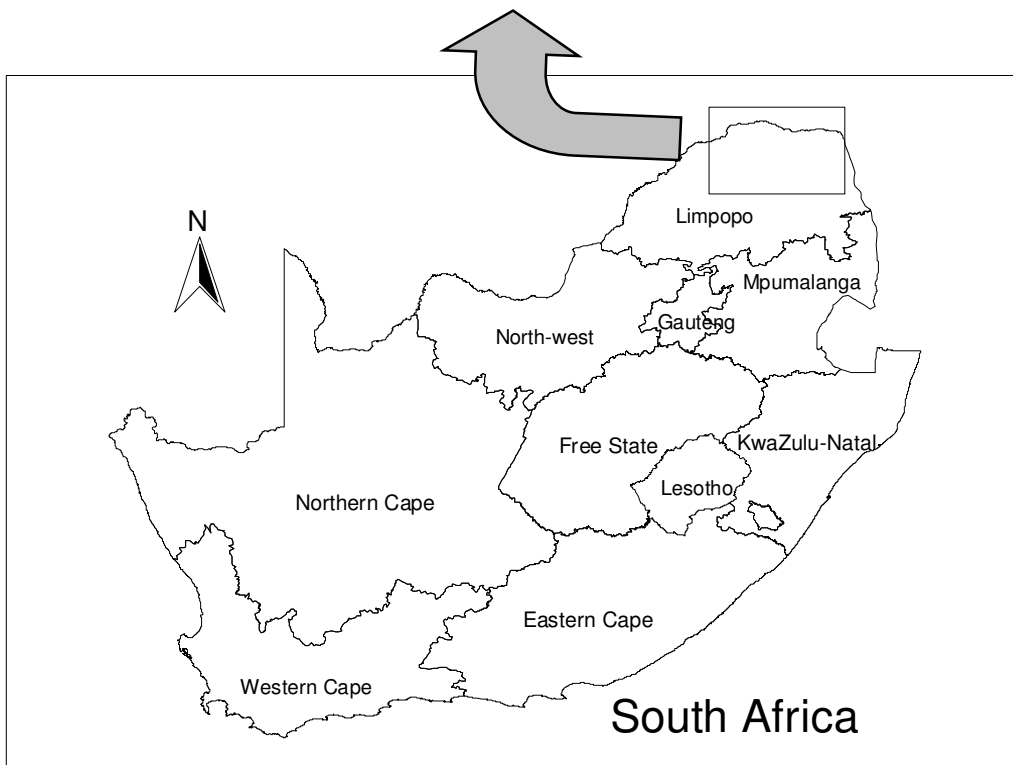 N
Limpopo
Mpumalanga
Gauteng
North-west
Free State
KwaZulu-Natal
Lesotho
Northern Cape
Eastern Cape
Western Cape
South Africa